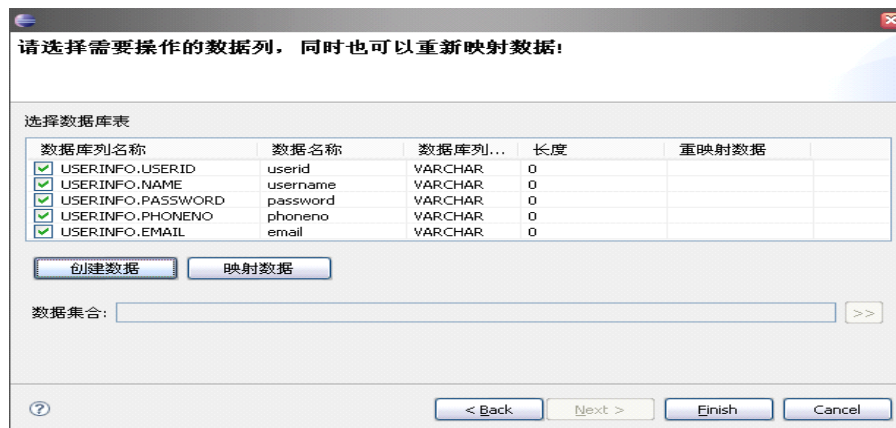 请选择需要操作的数据列，同时也可以重新映射数据!
选择数据库表
数据库列名称 数据名称 数据库列... 长度 重映射数据
USERINFO.USERID userid VARCHAR 0
USERINFO.NAME username VARCHAR 0
USERINFO.PASSWORD password VARCHAR 0
USERINFO.PHONENO phoneno VARCHAR 0
USERINFO.EMAIL email VARCHAR 0
创建数据 映射数据
数据集合: >>
? < Back Next > Finish Cancel